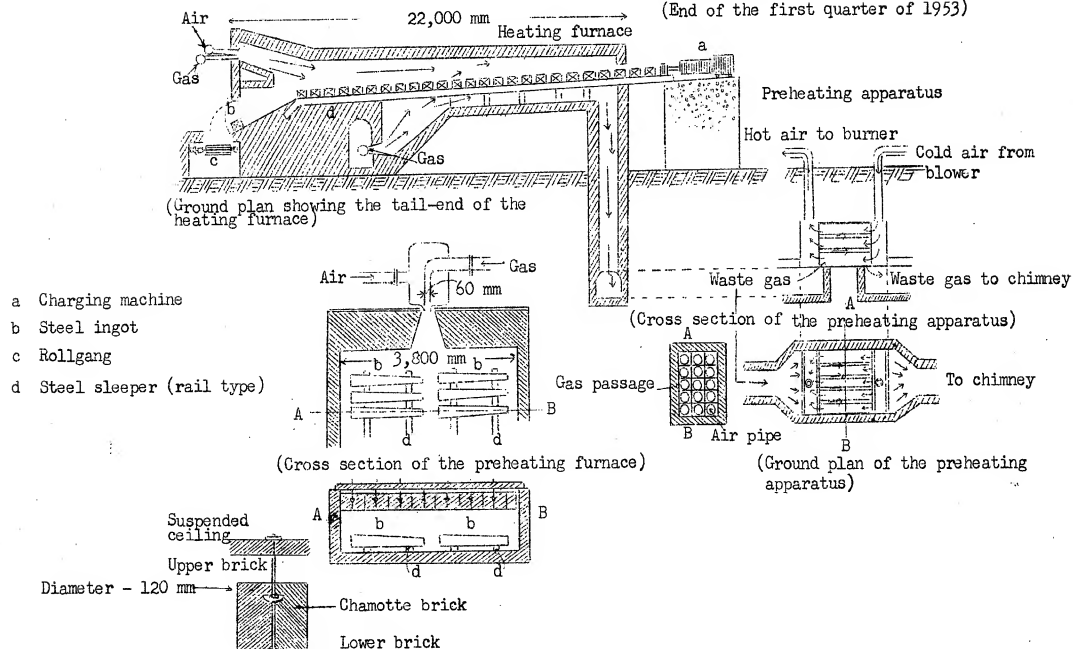 (End of the first quarter of 1953)
Air
22,000 mm
Heating furnace
a
Gas
Preheating apparatus
b
d
Hot air to burner
c
Gas
Cold air from
blower
(Ground plan showing the tail-end of the
heating furnace)
Air
Gas
60 mm
Waste gas
Waste gas to chimney
A
a Charging machine
b Steel ingot
c Rollgang
d Steel sleeper (rail type)
(Cross section of the preheating apparatus)
A
b 3,800 mm b
Gas passage
To chimney
A
B
d
d
B
Air pipe
B
(Cross section of the preheating furnace)
(Ground plan of the preheating
apparatus)
A
B
b
b
d
d
Suspended
ceiling
Upper brick
Diameter - 120 mm
Chamotte brick
Lower brick